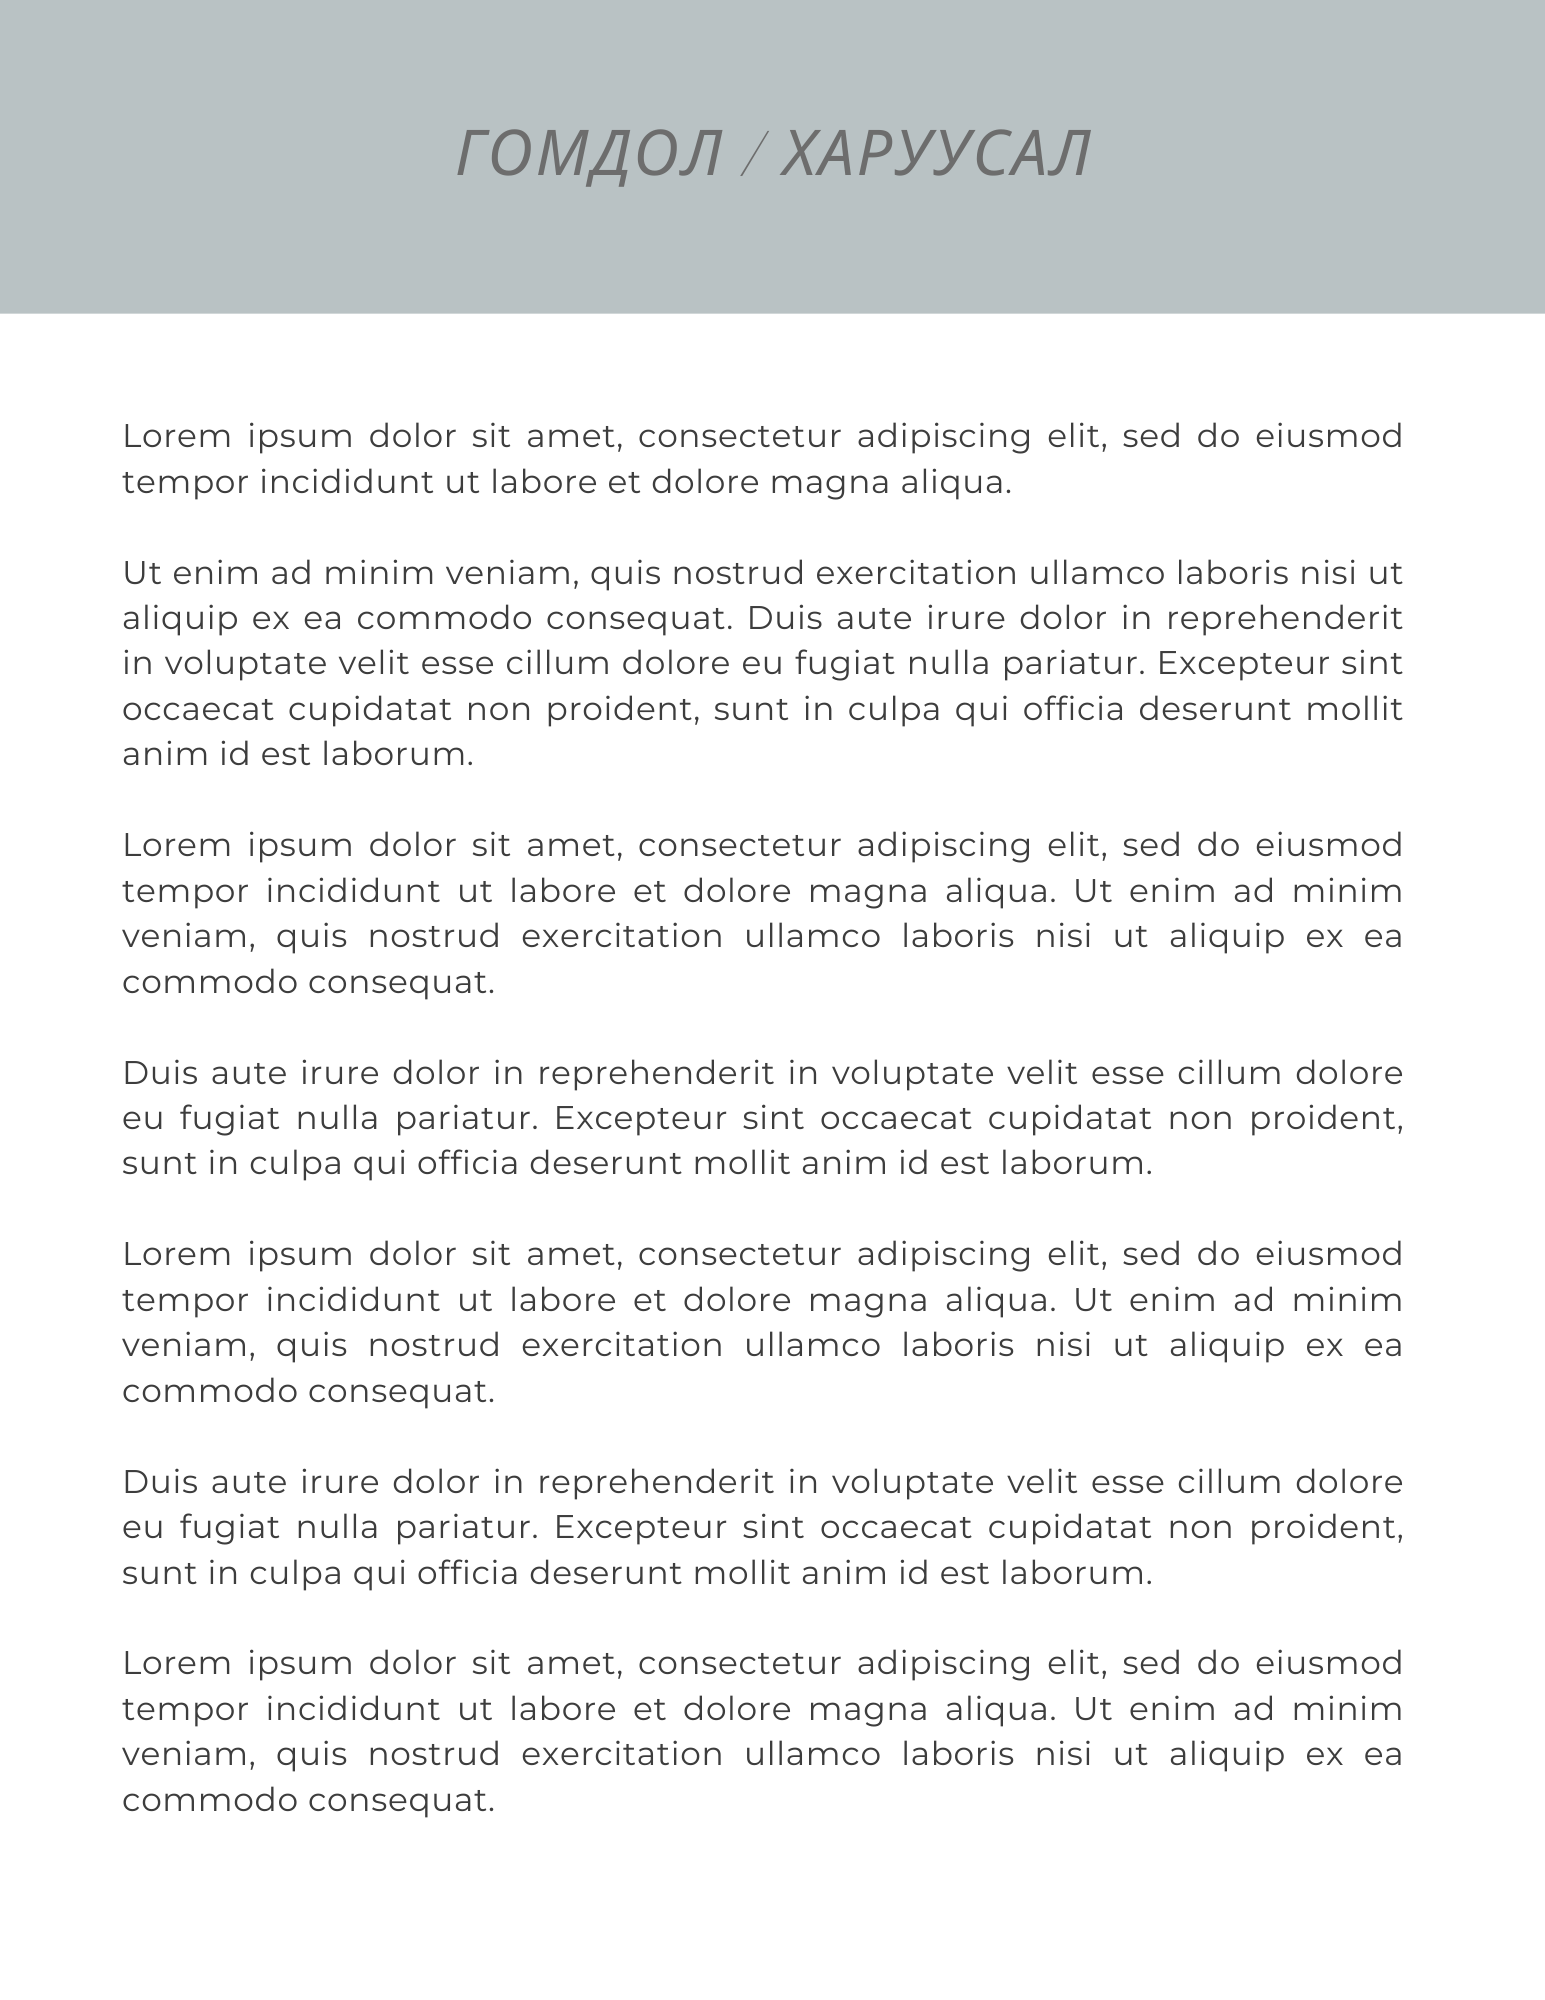 ГОМДОЛ / ХАРУУСАЛ
Lorem ipsum dolor sit amet, consectetur adipiscing elit, sed do eiusmod
tempor incididunt ut labore et dolore magna aliqua.
Ut enim ad minim veniam, quis nostrud exercitation ullamco laboris nisi ut
aliquip ex ea commodo consequat. Duis aute irure dolor in reprehenderit
in voluptate velit esse cillum dolore eu fugiat nulla pariatur. Excepteur sint
occaecat cupidatat non proident, sunt in culpa qui officia deserunt mollit
anim id est laborum.
Lorem ipsum dolor sit amet, consectetur adipiscing elit, sed do eiusmod
tempor incididunt ut labore et dolore magna aliqua. Ut enim ad minim
veniam, quis nostrud exercitation ullamco laboris nisi ut aliquip ex ea
commodo consequat.
Duis aute irure dolor in reprehenderit in voluptate velit esse cillum dolore
eu fugiat nulla pariatur. Excepteur sint occaecat cupidatat non proident,
sunt in culpa qui officia deserunt mollit anim id est laborum.
Lorem ipsum dolor sit amet, consectetur adipiscing elit, sed do eiusmod
tempor incididunt ut labore et dolore magna aliqua. Ut enim ad minim
veniam, quis nostrud exercitation ullamco laboris nisi ut aliquip ex ea
commodo consequat.
Duis aute irure dolor in reprehenderit in voluptate velit esse cillum dolore
eu fugiat nulla pariatur. Excepteur sint occaecat cupidatat non proident,
sunt in culpa qui officia deserunt mollit anim id est laborum.
Lorem ipsum dolor sit amet, consectetur adipiscing elit, sed do eiusmod
tempor incididunt ut labore et dolore magna aliqua. Ut enim ad minim
veniam, quis nostrud exercitation ullamco laboris nisi ut aliquip ex ea
commodo consequat.